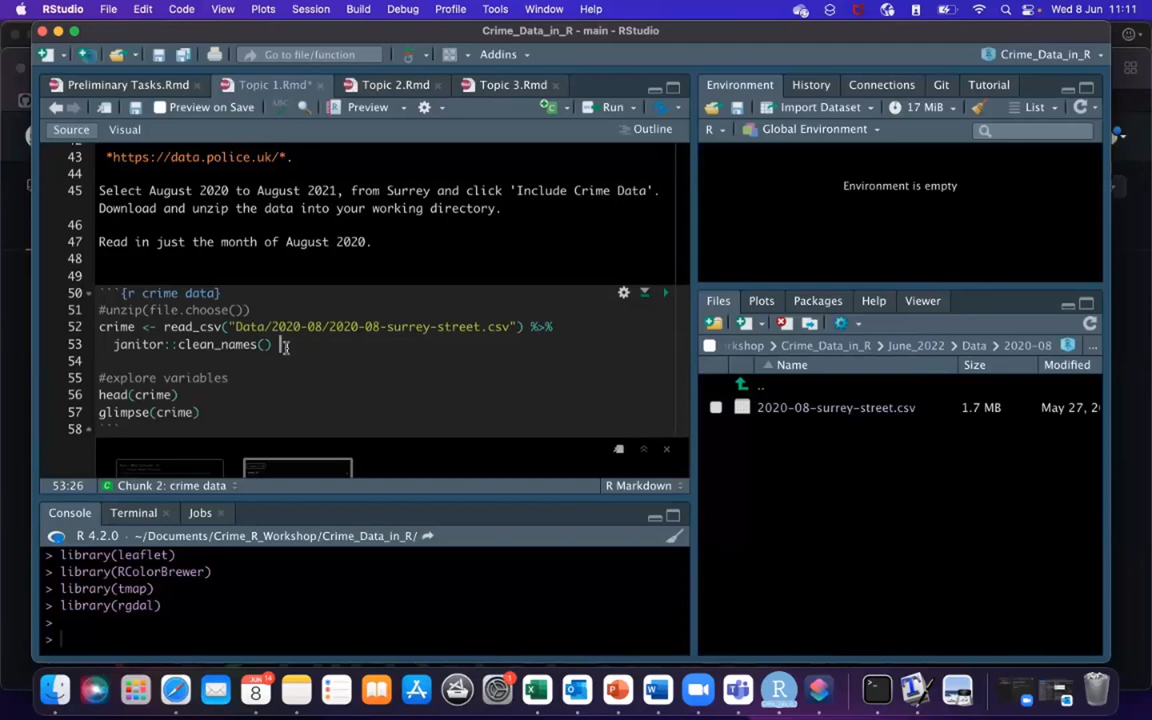 RStudio File Edit Code View Plots Session Build Debug Profile Tools Window Help Wed 8 Jun 11:11
Crime_Data_in_R - main - RStudio
Go to file/function Addins Crime_Data_in_R
Preliminary Tasks.Rmd Topic 1.Rmd* Topic 2.Rmd Topic 3.Rmd
Preview on Save Preview Run
Source Visual Outline
43 *https://data.police.uk/*.
44
45 Select August 2020 to August 2021, from Surrey and click 'Include Crime Data'.
Download and unzip the data into your working directory.
46
47 Read in just the month of August 2020.
48
49
50 ```{r crime data}
51 #unzip(file.choose())
52 crime <- read_csv("Data/2020-08/2020-08-surrey-street.csv") %>%
53 janitor::clean_names()
54
55 #explore variables
56 head(crime)
57 glimpse(crime)
58 ```
53:26 Chunk 2: crime data R Markdown
Console Terminal Jobs
R 4.2.0 · ~/Documents/Crime_R_Workshop/Crime_Data_in_R/
> library(leaflet)
> library(RColorBrewer)
> library(tmap)
> library(rgdal)
>
>
Environment History Connections Git Tutorial
Import Dataset 17 MiB List
R Global Environment
Environment is empty
Files Plots Packages Help Viewer
kshop Crime_Data_in_R June_2022 Data 2020-08 ...
Name Size Modified
..
2020-08-surrey-street.csv 1.7 MB May 27, 2